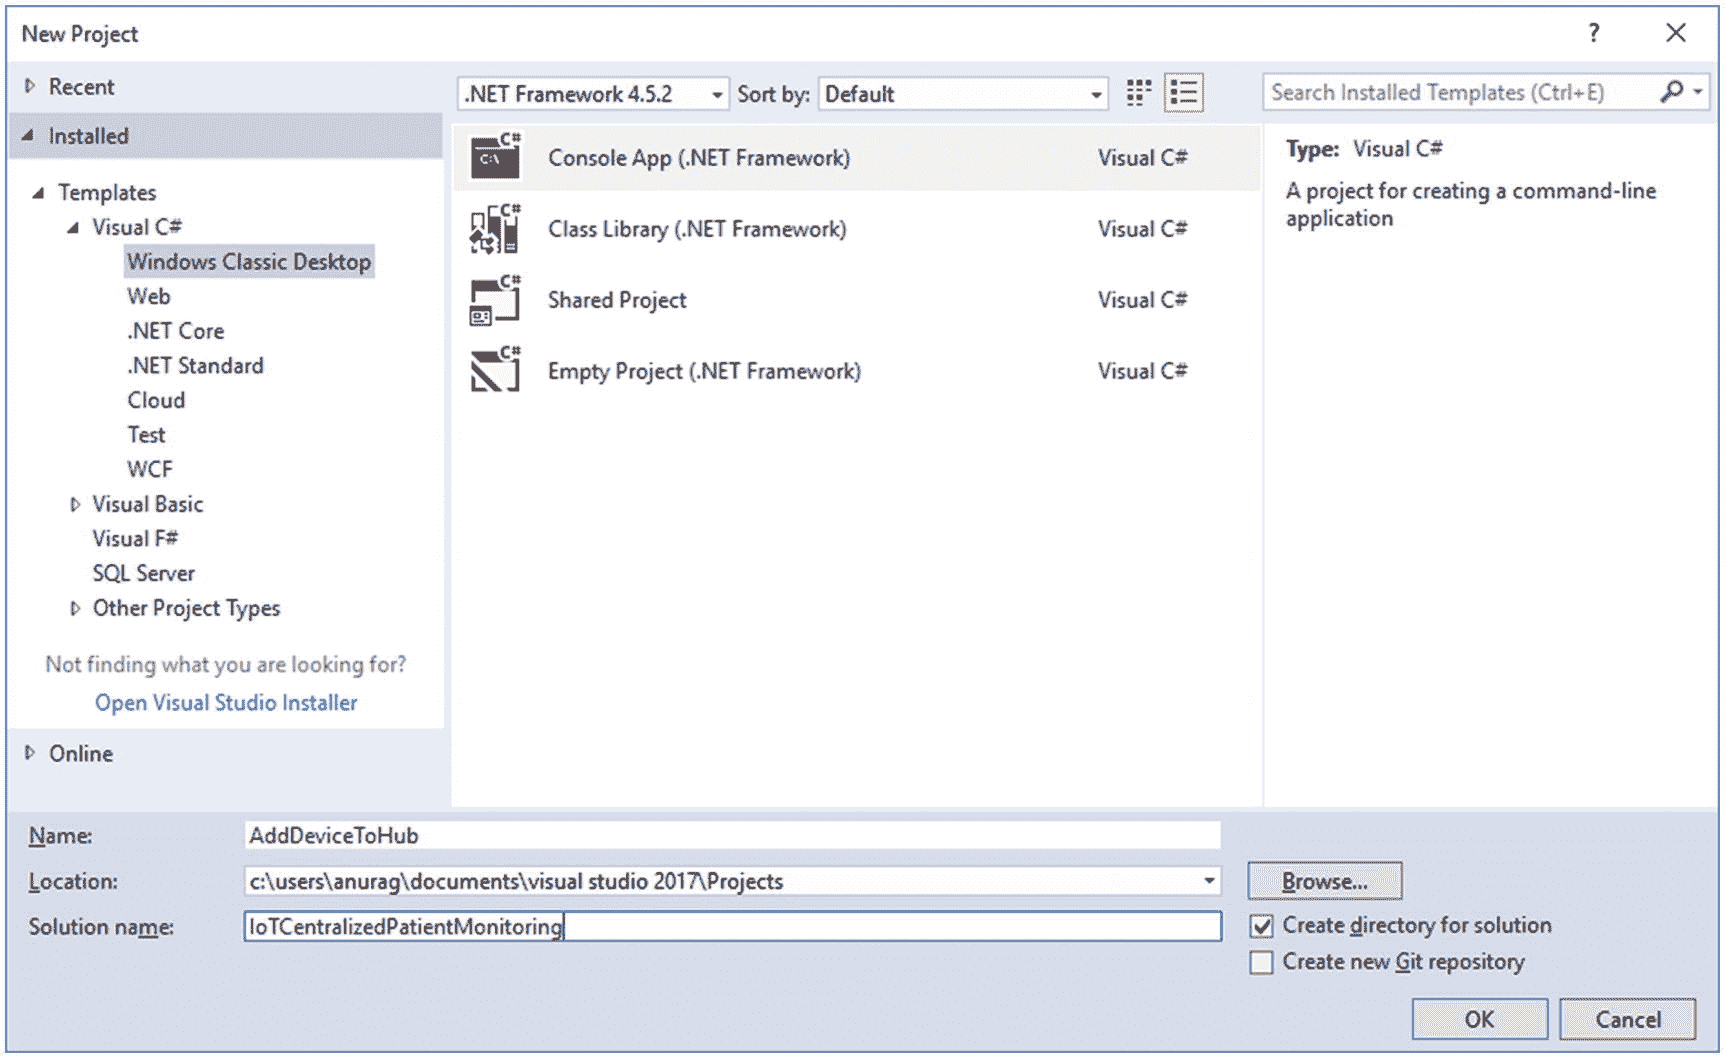 New Project ?
Recent
Installed
Templates
Visual C#
Windows Classic Desktop
Web
.NET Core
.NET Standard
Cloud
Test
WCF
Visual Basic
Visual F#
SQL Server
Other Project Types
Not finding what you are looking for?
Open Visual Studio Installer
Online
.NET Framework 4.5.2 Sort by: Default
Search Installed Templates (Ctrl+E)
C# C:\ Console App (.NET Framework) Visual C#
C# Class Library (.NET Framework) Visual C#
C# Shared Project Visual C#
C# Empty Project (.NET Framework) Visual C#
Type: Visual C#
A project for creating a command-line
application
Name: AddDeviceToHub
Location: c:\users\anurag\documents\visual studio 2017\Projects Browse...
Solution name: IoTCentralizedPatientMonitoring Create directory for solution
Create new Git repository
OK Cancel